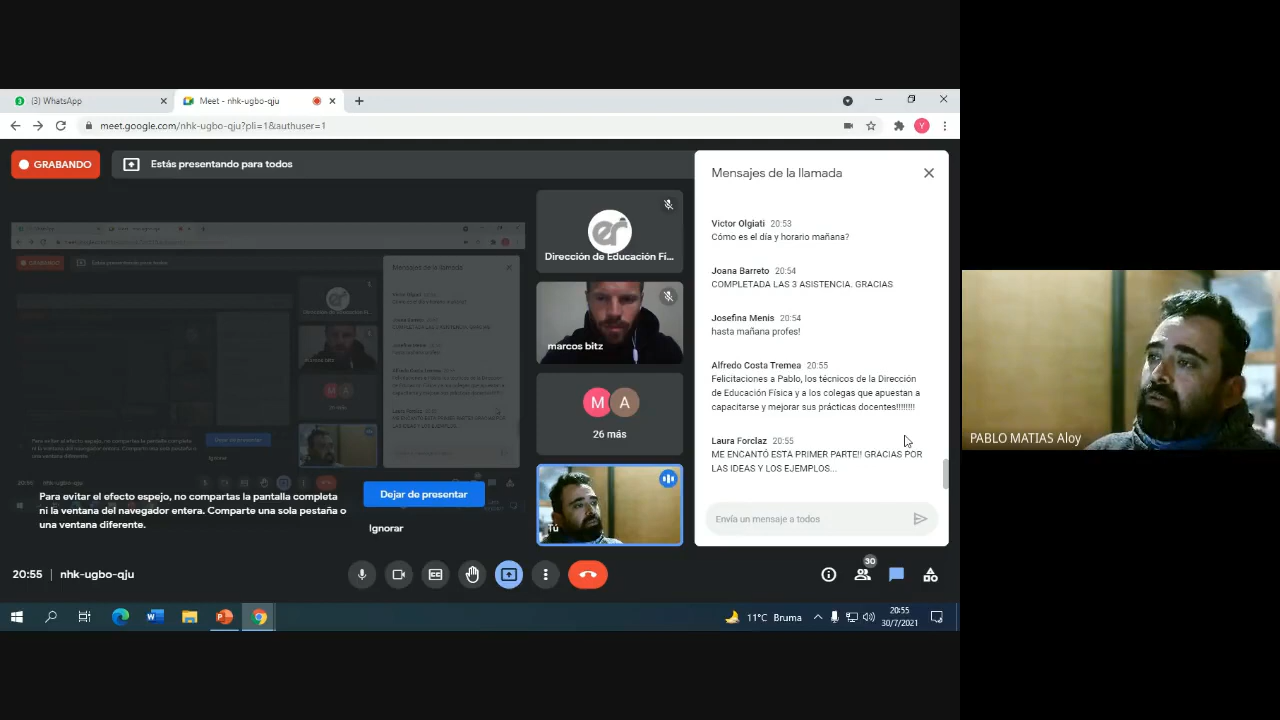 (3) WhatsApp
Meet - nhk-ugbo-qju
meet.google.com/nhk-ugbo-qju?pli=1&authuser=1
Y
GRABANDO
Estás presentando para todos
Mensajes de la llamada
er
Dirección de Educación Fí...
marcos bitz
M A
26 más
Tú
Victor Olgiati 20:53
Cómo es el día y horario mañana?
Joana Barreto 20:54
COMPLETADA LAS 3 ASISTENCIA. GRACIAS
Josefina Menis 20:54
hasta mañana profes!
Alfredo Costa Tremea 20:55
Felicitaciones a Pablo, los técnicos de la Dirección
de Educación Física y a los colegas que apuestan a
capacitarse y mejorar sus prácticas docentes!!!!!!!!
Laura Forclaz 20:55
ME ENCANTÓ ESTA PRIMER PARTE!! GRACIAS POR
LAS IDEAS Y LOS EJEMPLOS...
Envía un mensaje a todos
Para evitar el efecto espejo, no compartas la pantalla completa
ni la ventana del navegador entera. Comparte una sola pestaña o
una ventana diferente.
Dejar de presentar
Ignorar
20:55 | nhk-ugbo-qju
30
11°C Bruma
20:55
30/7/2021
PABLO MATIAS Aloy